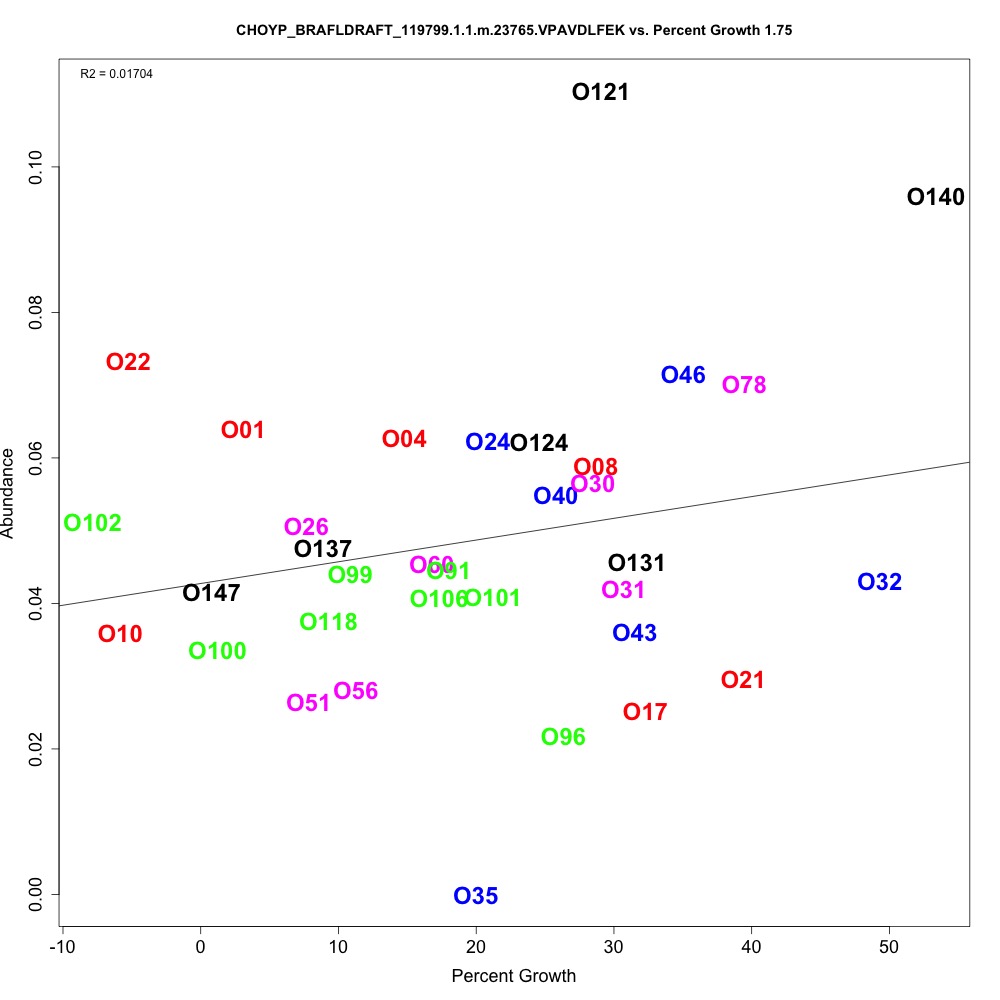 CHOYP_BRAFLDRAFT_119799.1.1.m.23765.VPAVDLFEK vs. Percent Growth 1.75
R2 = 0.01704
O121
0.10
O140
0.08
O22
O46
O78
O01
O04
O24
O124
0.06
O08
O30
O40
Abundance
O102
O26
O137
O60
O91
O131
O99
O32
O31
O147
O106
O101
0.04
O118
O10
O43
O100
O21
O56
O51
O17
O96
0.02
O35
0.00
-10 0 10 20 30 40 50
Percent Growth